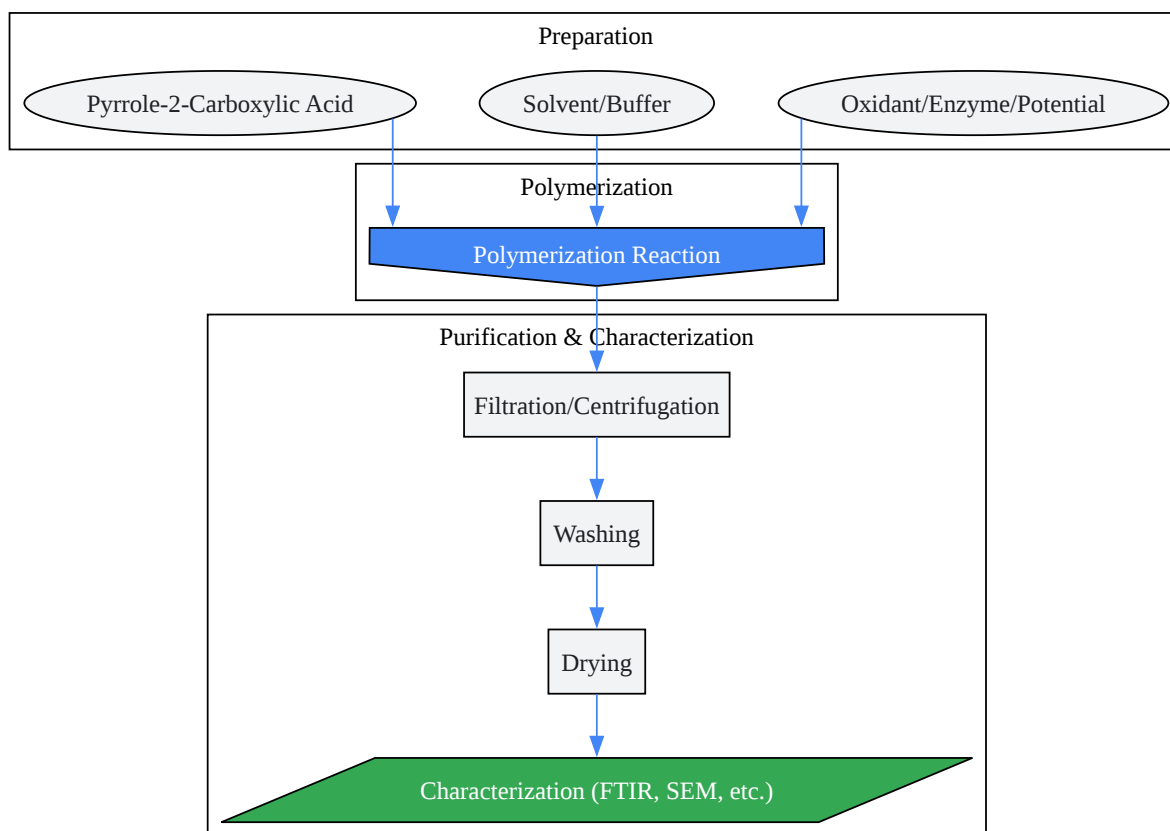 Preparation
Pyrrole-2-Carboxylic Acid
Solvent/Buffer
Oxidant/Enzyme/Potential
Polymerization
Polymerization Reaction
Purification & Characterization
Filtration/Centrifugation
Washing
Drying
Characterization (FTIR, SEM, etc.)